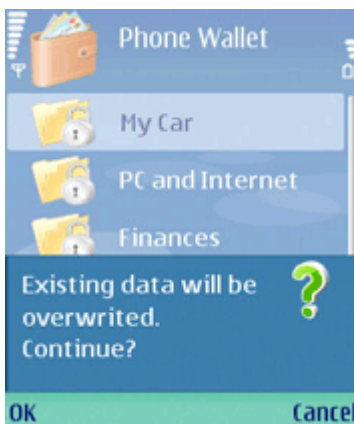 Phone Wallet
My Car
PC and Internet
Finances
Existing data will be
overwrited.
Continue?
OK Cancel